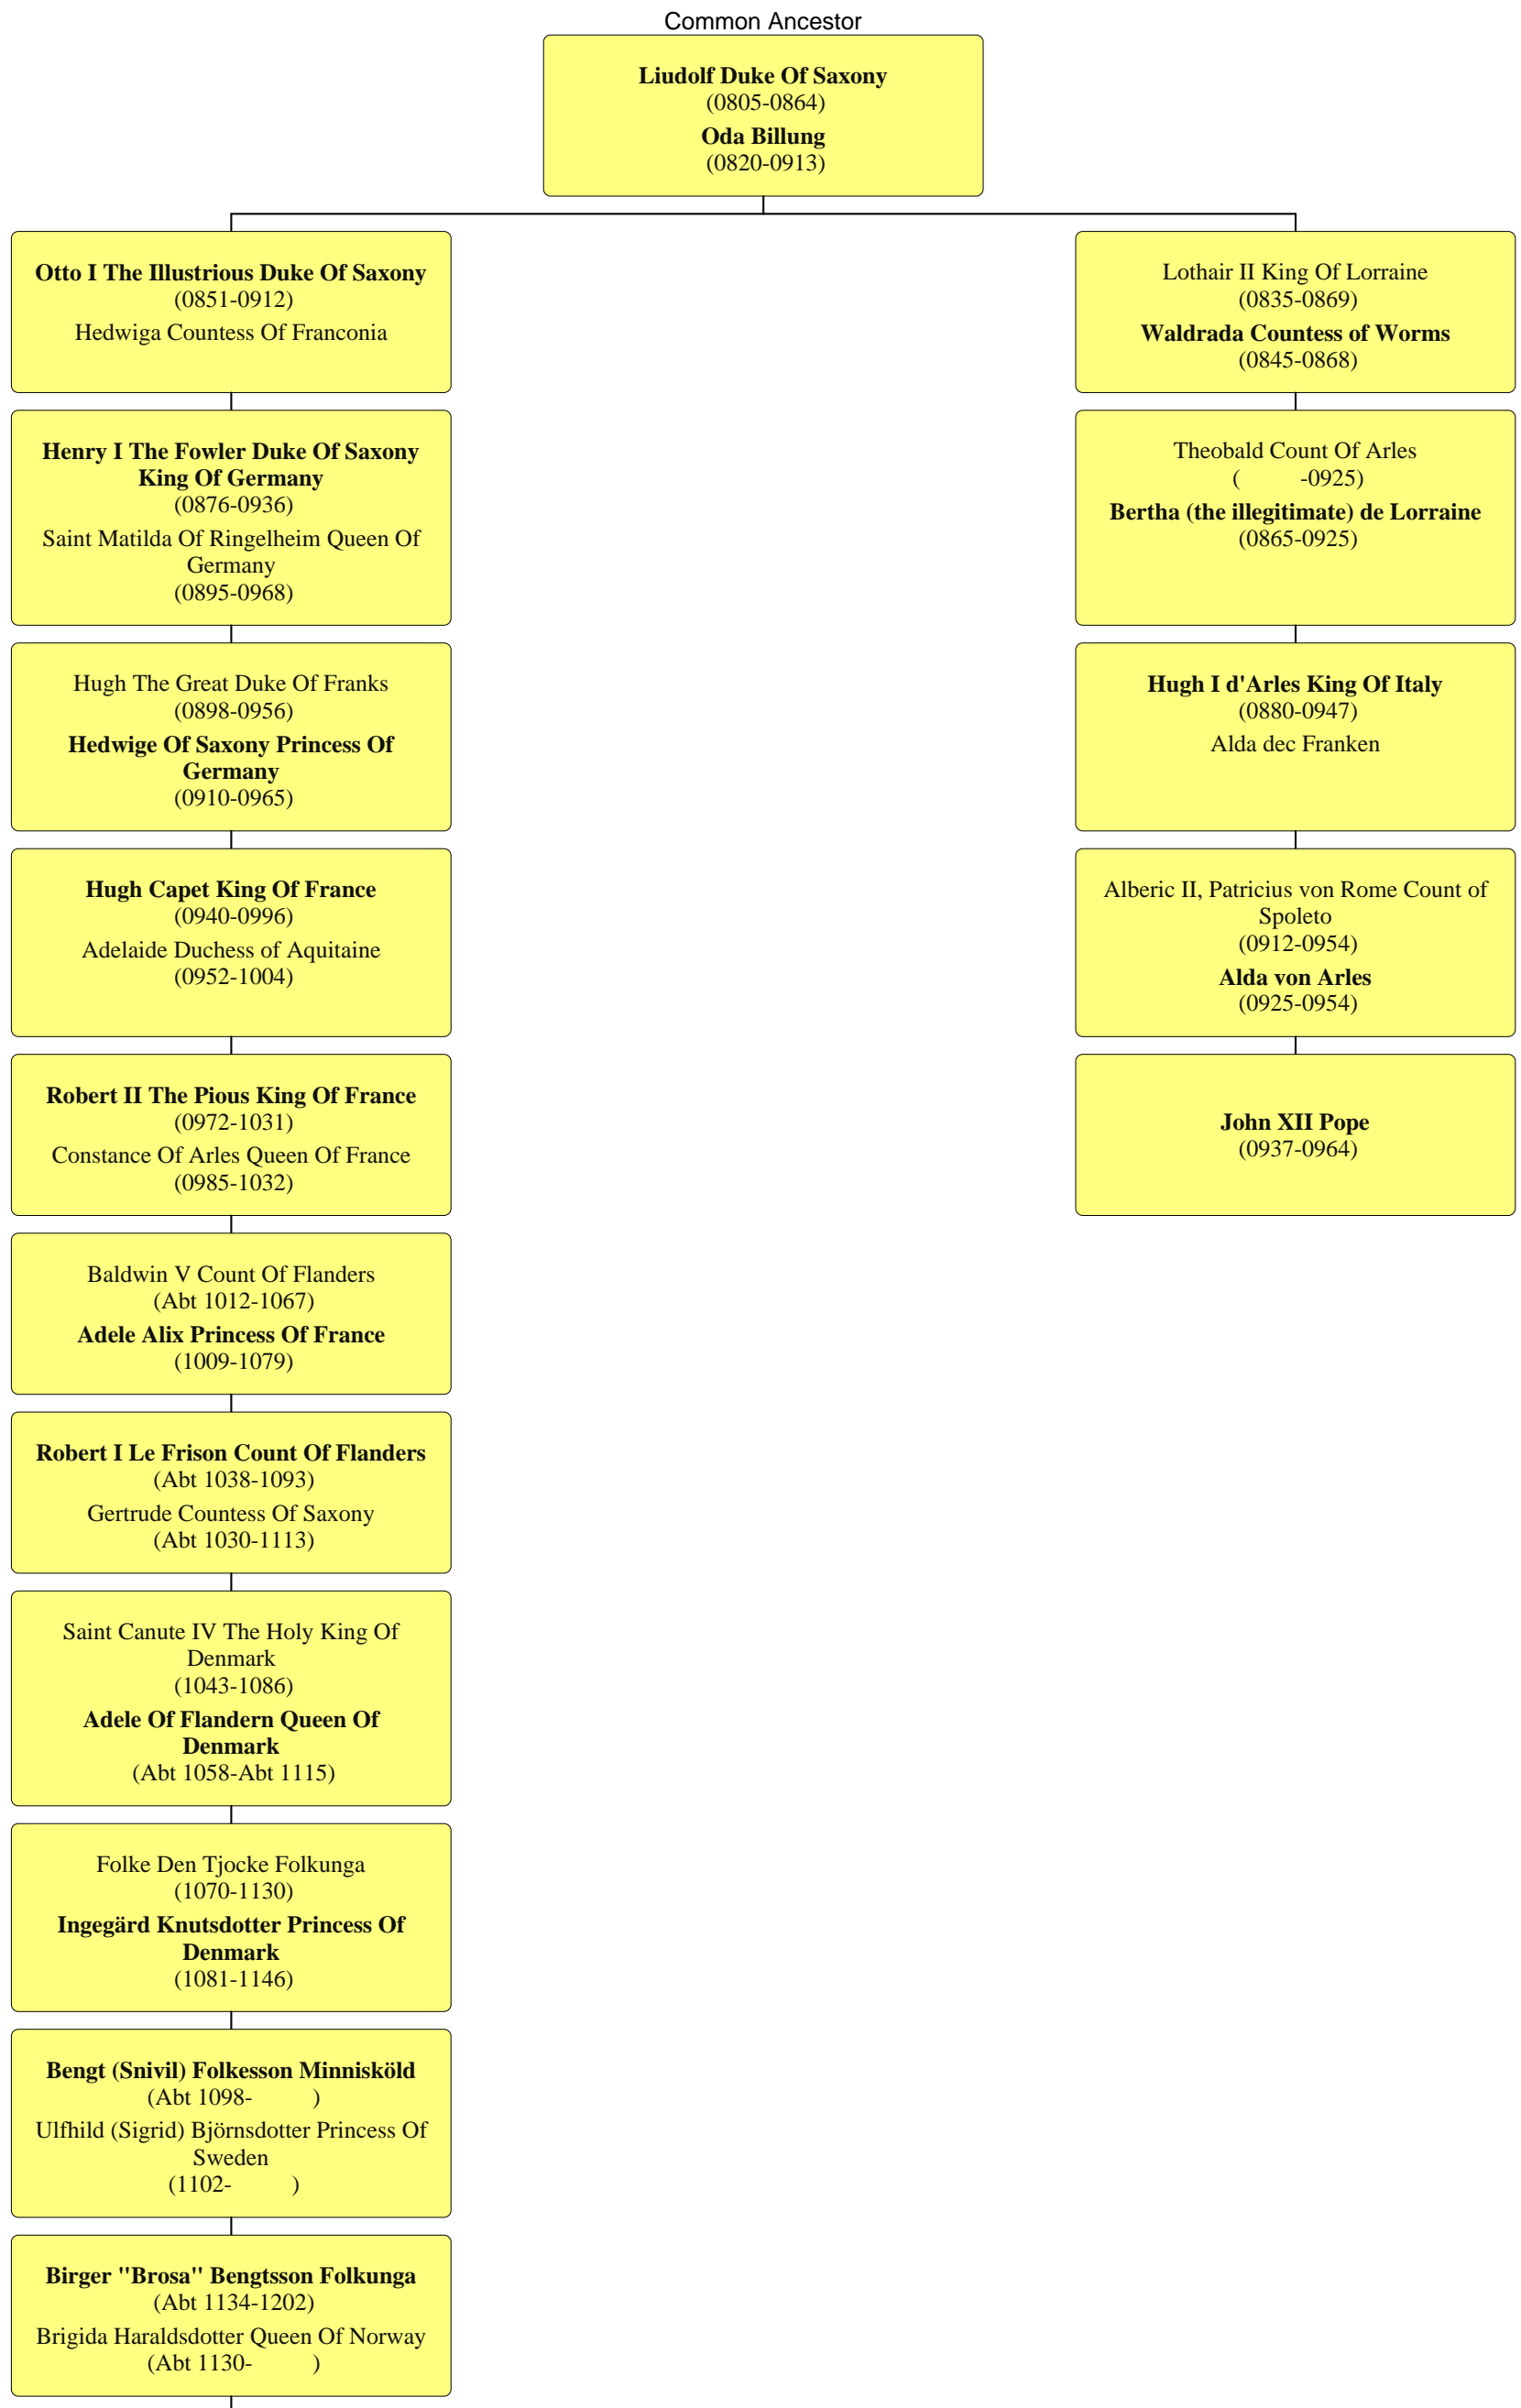 Common Ancestor
Liudolf Duke Of Saxony
(0805-0864)
Oda Billung
(0820-0913)
Otto I The Illustrious Duke Of Saxony
(0851-0912)
Hedwiga Countess Of Franconia
Lothair II King Of Lorraine
(0835-0869)
Waldrada Countess of Worms
(0845-0868)
Henry I The Fowler Duke Of Saxony
King Of Germany
(0876-0936)
Saint Matilda Of Ringelheim Queen Of
Germany
(0895-0968)
Theobald Count Of Arles
(          -0925)
Bertha (the illegitimate) de Lorraine
(0865-0925)
Hugh The Great Duke Of Franks
(0898-0956)
Hedwige Of Saxony Princess Of
Germany
(0910-0965)
Hugh I d'Arles King Of Italy
(0880-0947)
Alda dec Franken
Hugh Capet King Of France
(0940-0996)
Adelaide Duchess of Aquitaine
(0952-1004)
Alberic II, Patricius von Rome Count of
Spoleto
(0912-0954)
Alda von Arles
(0925-0954)
Robert II The Pious King Of France
(0972-1031)
Constance Of Arles Queen Of France
(0985-1032)
John XII Pope
(0937-0964)
Baldwin V Count Of Flanders
(Abt 1012-1067)
Adele Alix Princess Of France
(1009-1079)
Robert I Le Frison Count Of Flanders
(Abt 1038-1093)
Gertrude Countess Of Saxony
(Abt 1030-1113)
Saint Canute IV The Holy King Of
Denmark
(1043-1086)
Adele Of Flandern Queen Of
Denmark
(Abt 1058-Abt 1115)
Folke Den Tjocke Folkunga
(1070-1130)
Ingegärd Knutsdotter Princess Of
Denmark
(1081-1146)
Bengt (Snivil) Folkesson Minnisköld
(Abt 1098-          )
Ulfhild (Sigrid) Björnsdotter Princess Of
Sweden
(1102-          )
Birger "Brosa" Bengtsson Folkunga
(Abt 1134-1202)
Brigida Haraldsdotter Queen Of Norway
(Abt 1130-          )